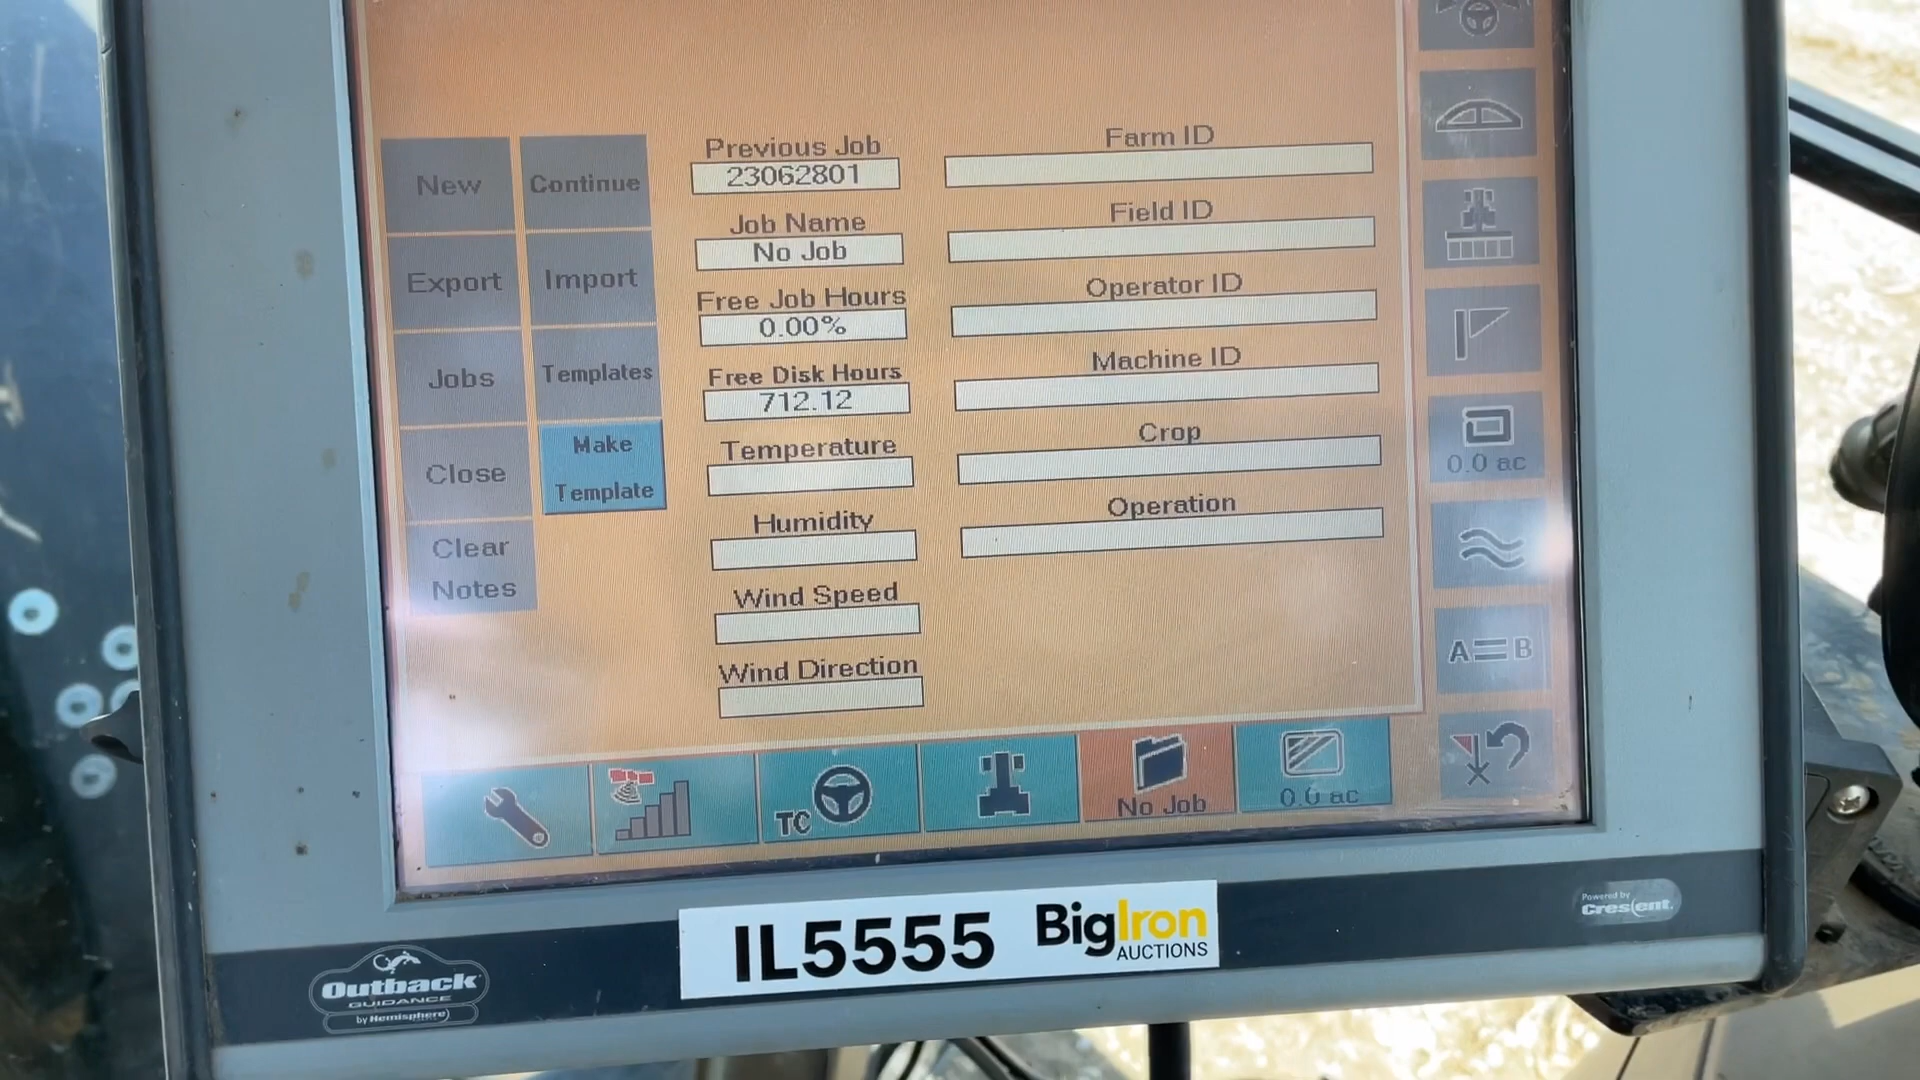 New
Continue
Export
Import
Jobs
Templates
Close
Make
Template
Clear
Notes
Previous Job
23062801
Job Name
No Job
Free Job Hours
0.00%
Free Disk Hours
712.12
Temperature
Humidity
Wind Speed
Wind Direction
Farm ID
Field ID
Operator ID
Machine ID
Crop
Operation
0.0 ac
A B
TC
No Job
0.0 ac
IL5555
BigIron
AUCTIONS
Outback
GUIDANCE
by Hemisphere
Powered by
Crescent.